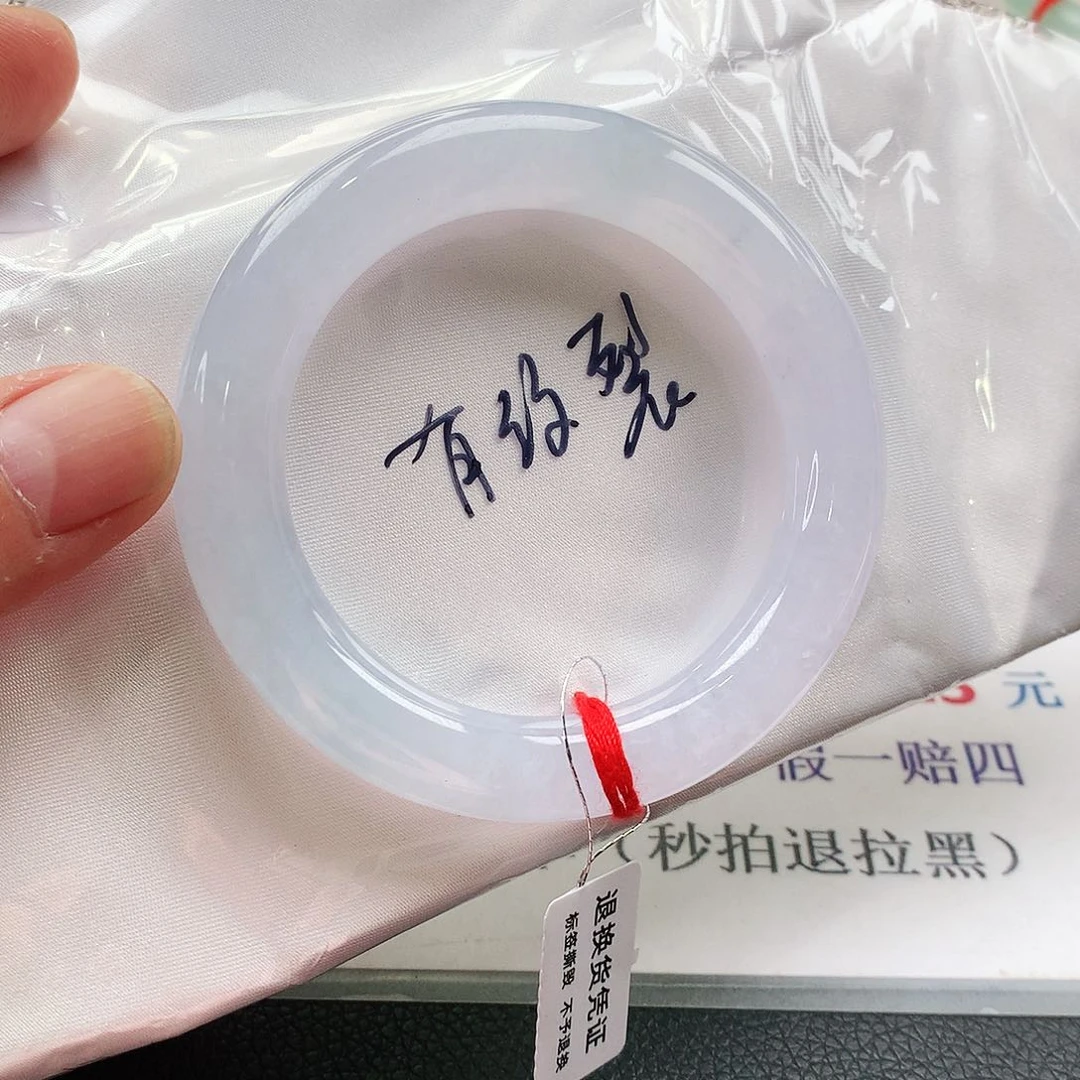 有纹裂
元
假一赔四
（秒拍退拉黑）
退换货凭证
标签撕毁 不予退换